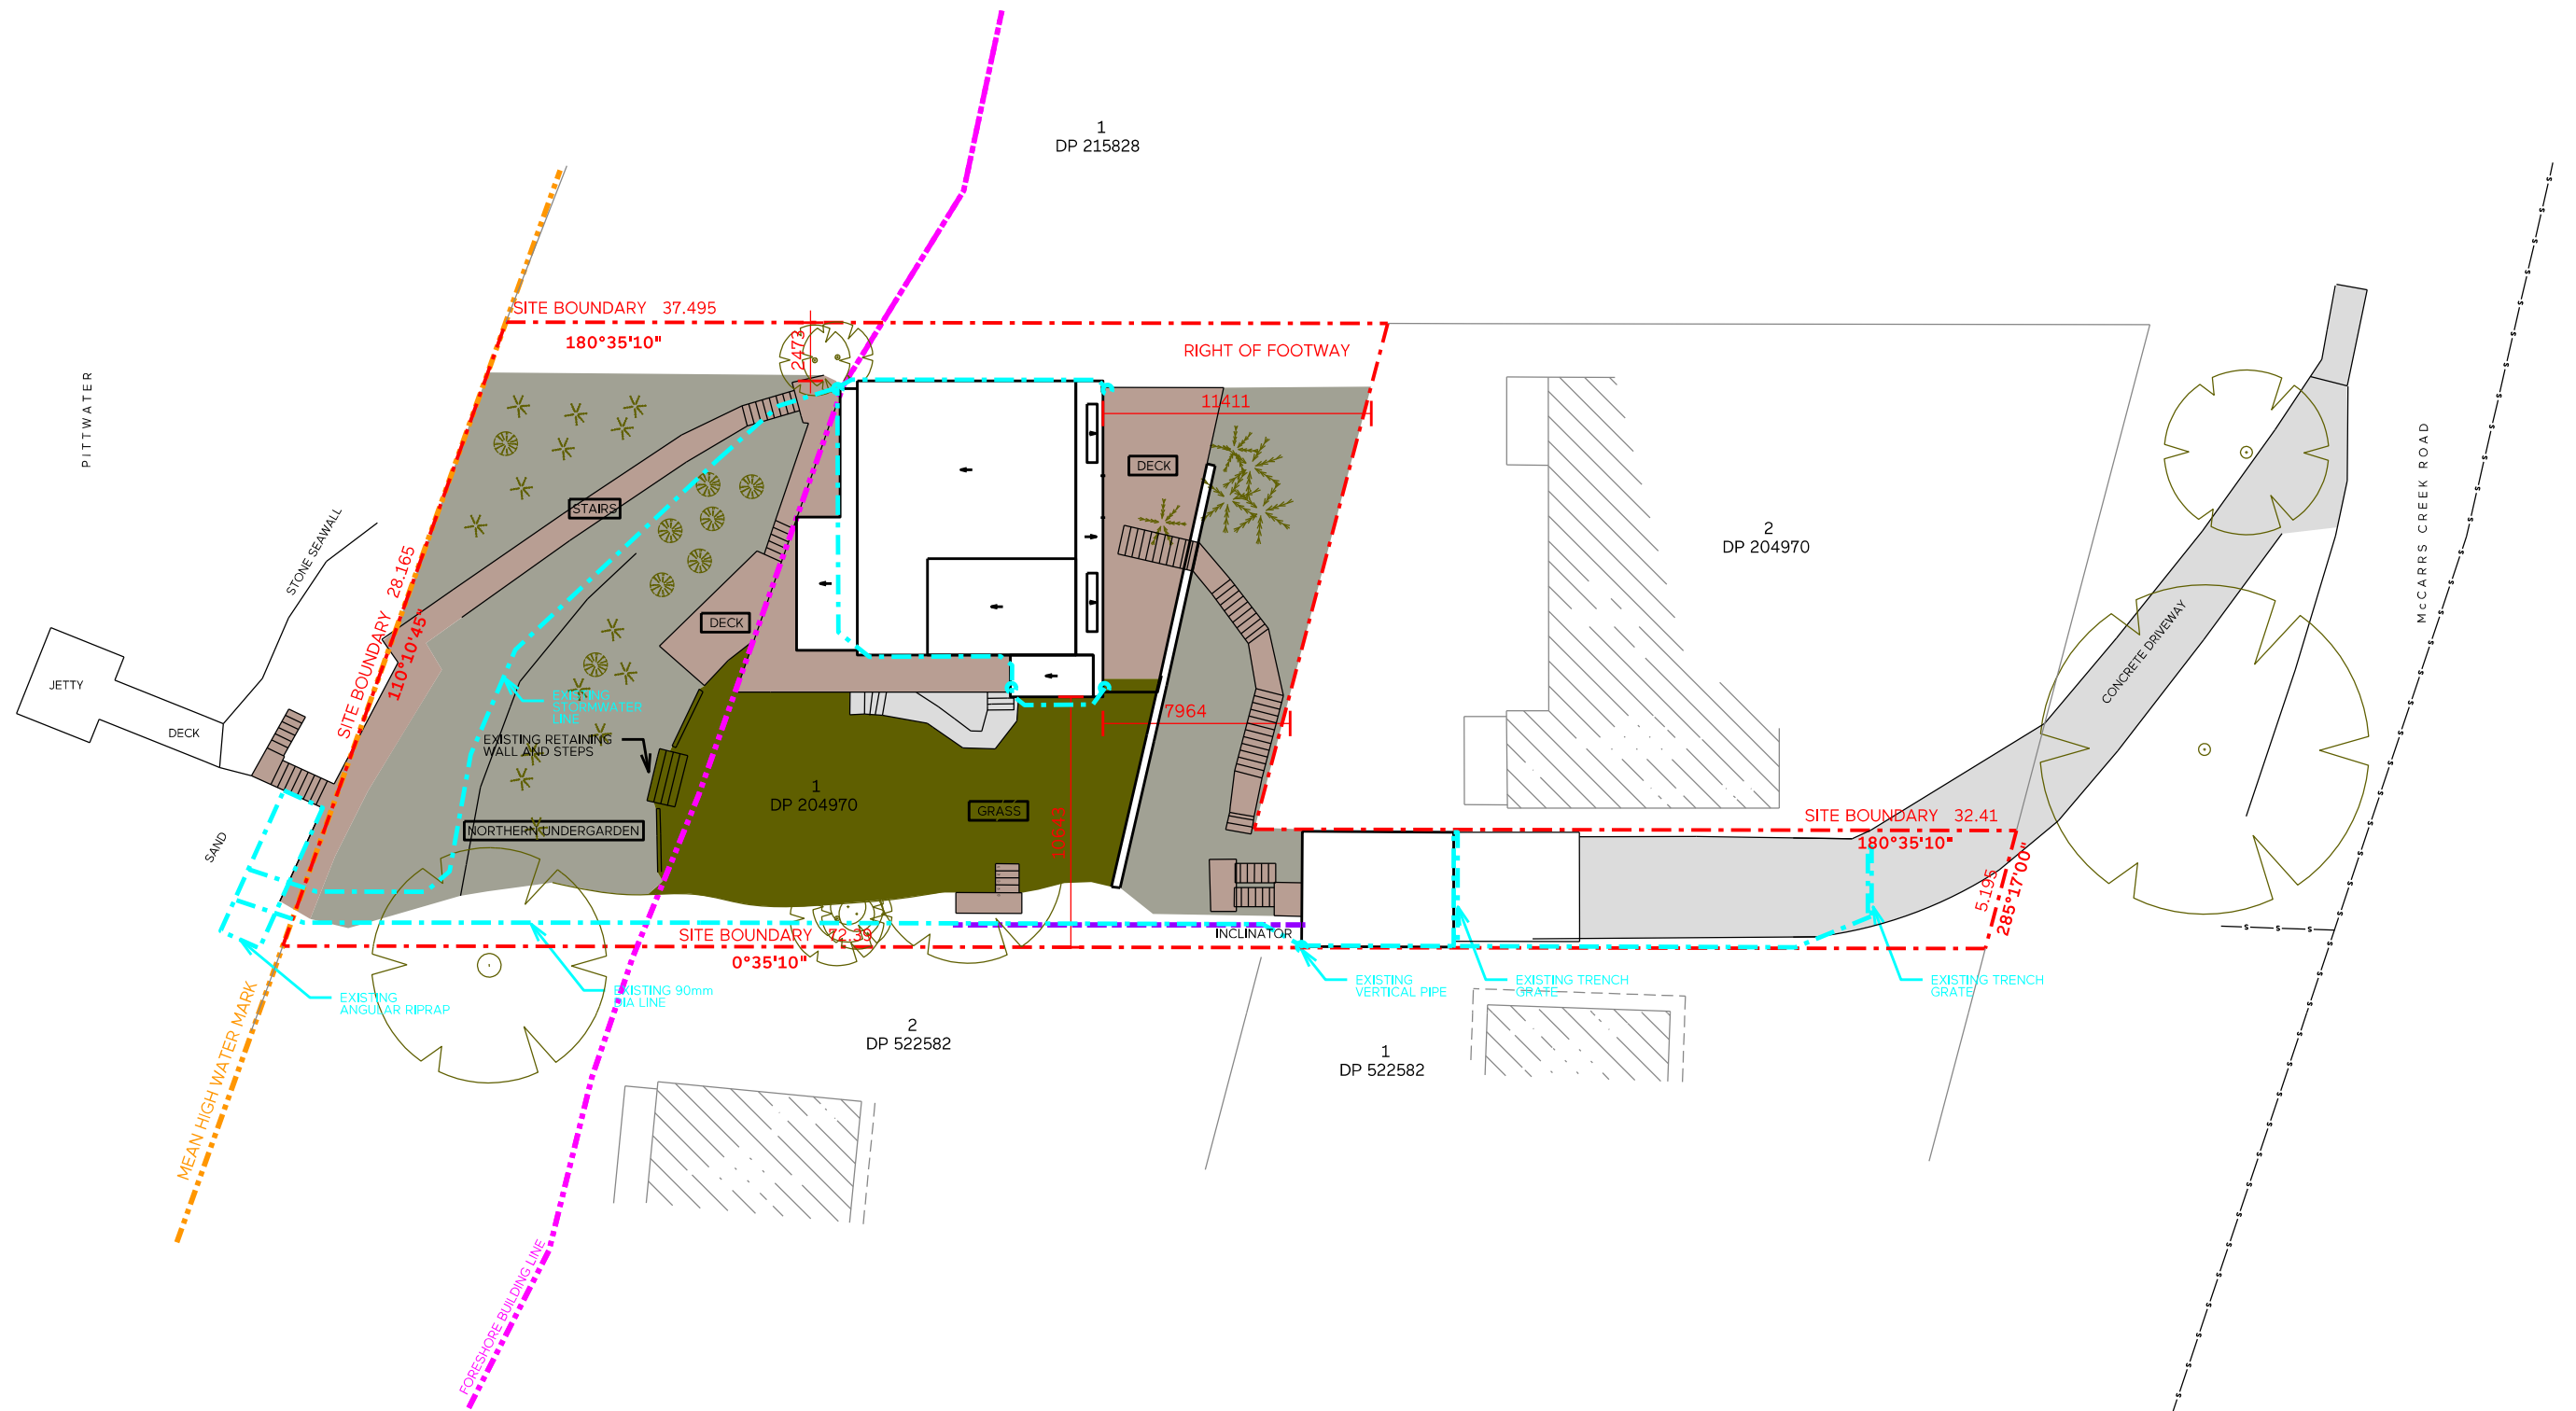 1
DP 215828
SITE BOUNDARY 37.495
180°35'10"
2473
RIGHT OF FOOTWAY
PITTWATER
11411
DECK
McCARRS CREEK ROAD
STAIRS
STONE SEAWALL
2
DP 204970
SITE BOUNDARY 28.165
110°10'45"
DECK
CONCRETE DRIVEWAY
JETTY
DECK
EXISTING
STORMWATER
LINE
7964
EXISTING RETAINING
WALL AND STEPS
1
DP 204970
GRASS
10643
SITE BOUNDARY 32.41
180°35'10"
NORTHERN UNDERGARDEN
SAND
5.195
285°17'00"
SITE BOUNDARY 72.39
0°35'10"
INCLINATOR
EXISTING
ANGULAR RIPRAP
EXISTING 90mm
DIA LINE
EXISTING
VERTICAL PIPE
EXISTING TRENCH
GRATE
EXISTING TRENCH
GRATE
MEAN HIGH WATER MARK
2
DP 522582
1
DP 522582
FORESHORE BUILDING LINE
S S S S S S S S S S S S S S S S S S
S S S